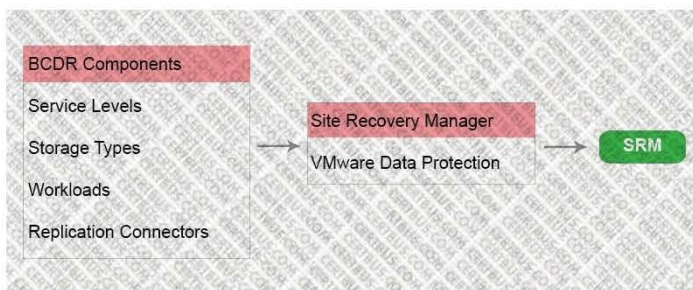 BCDR Components
Service Levels
Storage Types
Workloads
Replication Connectors
Site Recovery Manager
VMware Data Protection
SRM